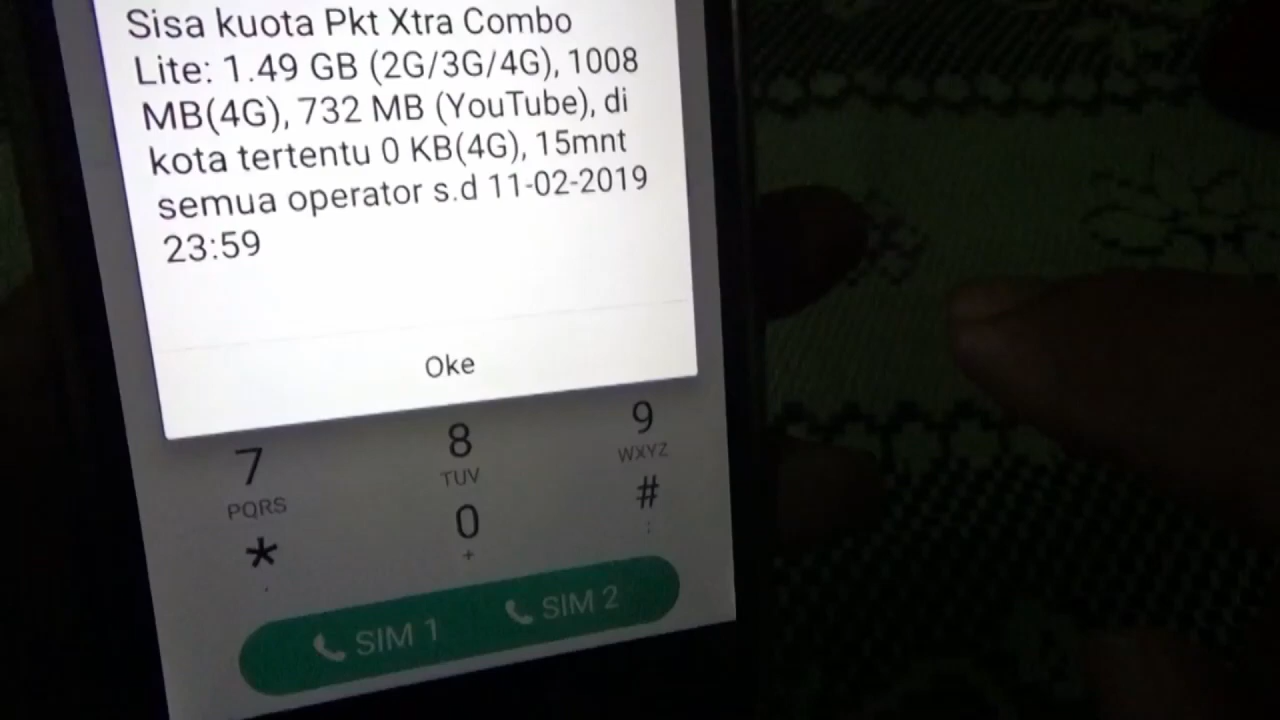 Sisa kuota Pkt Xtra Combo
Lite: 1.49 GB (2G/3G/4G), 1008
MB(4G), 732 MB (YouTube), di
kota tertentu 0 KB(4G), 15mnt
semua operator s.d 11-02-2019
23:59
Oke
7 8 9
PQRS TUV WXYZ
* 0 #
, + :
SIM 1 SIM 2